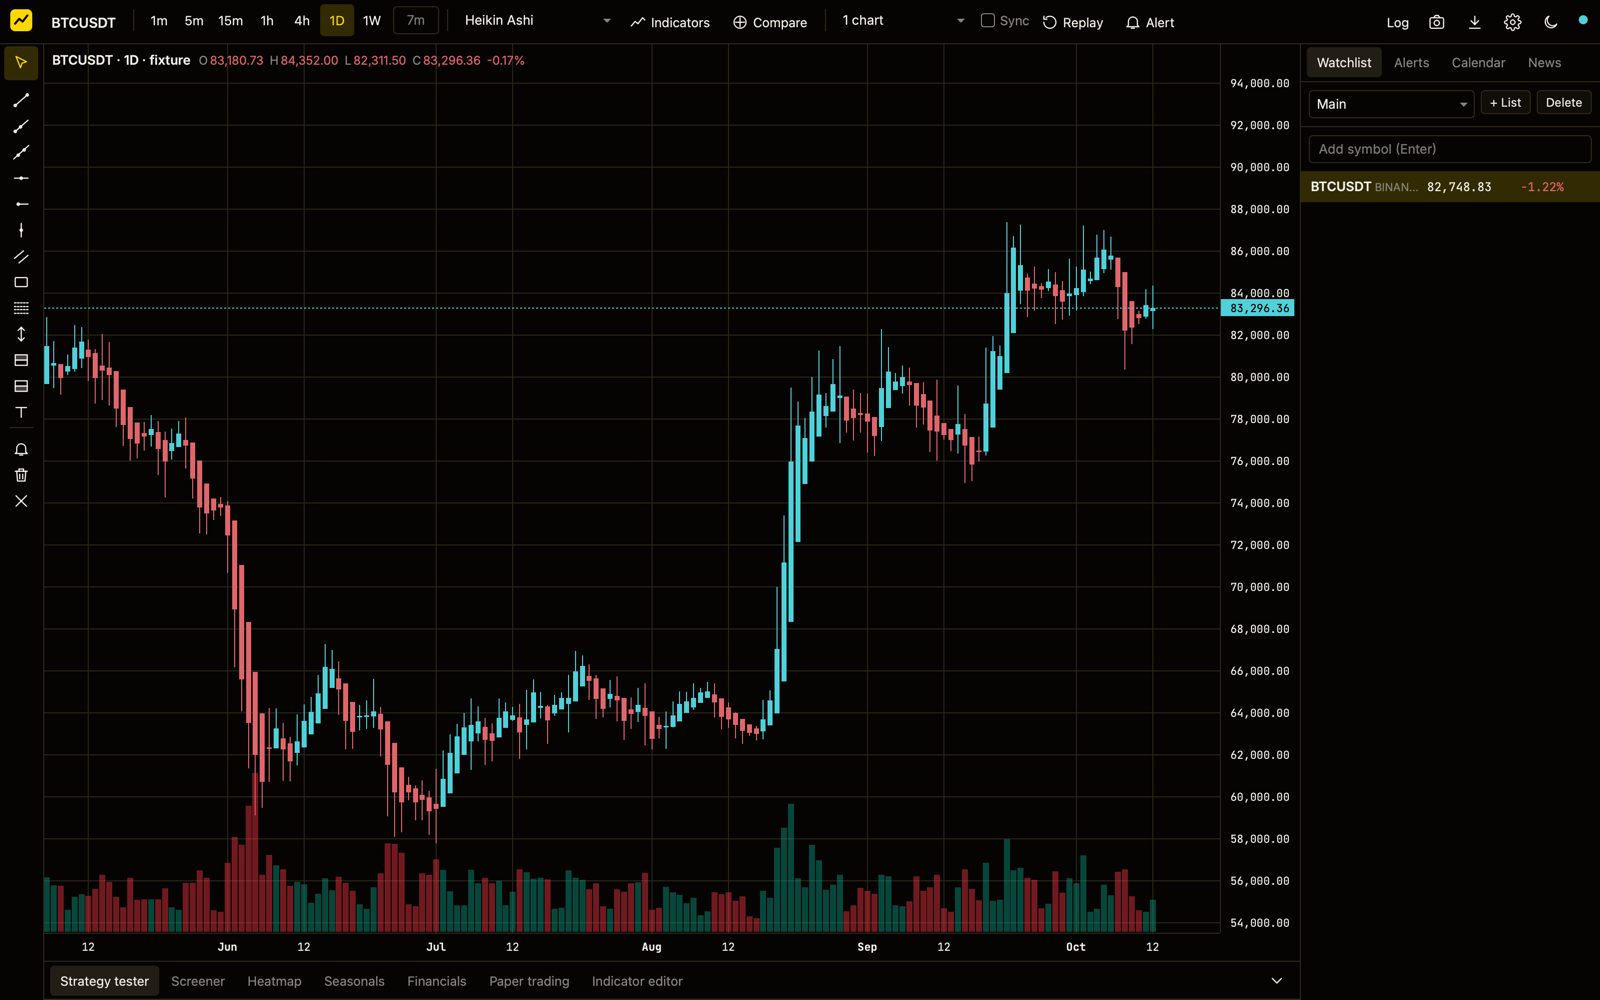 BTCUSDT 1m 5m 15m 1h 4h 1D 1W 7m Heikin Ashi Indicators Compare 1 chart Sync Replay Alert Log
BTCUSDT · 1D · fixture O 83,180.73 H 84,352.00 L 82,311.50 C 83,296.36 -0.17%
94,000.00
92,000.00
90,000.00
88,000.00
86,000.00
84,000.00
83,296.36
82,000.00
80,000.00
78,000.00
76,000.00
74,000.00
72,000.00
70,000.00
68,000.00
66,000.00
64,000.00
62,000.00
60,000.00
58,000.00
56,000.00
54,000.00
12 Jun 12 Jul 12 Aug 12 Sep 12 Oct 12
Watchlist Alerts Calendar News
Main + List Delete
Add symbol (Enter)
BTCUSDT BINAN... 82,748.83 -1.22%
Strategy tester Screener Heatmap Seasonals Financials Paper trading Indicator editor